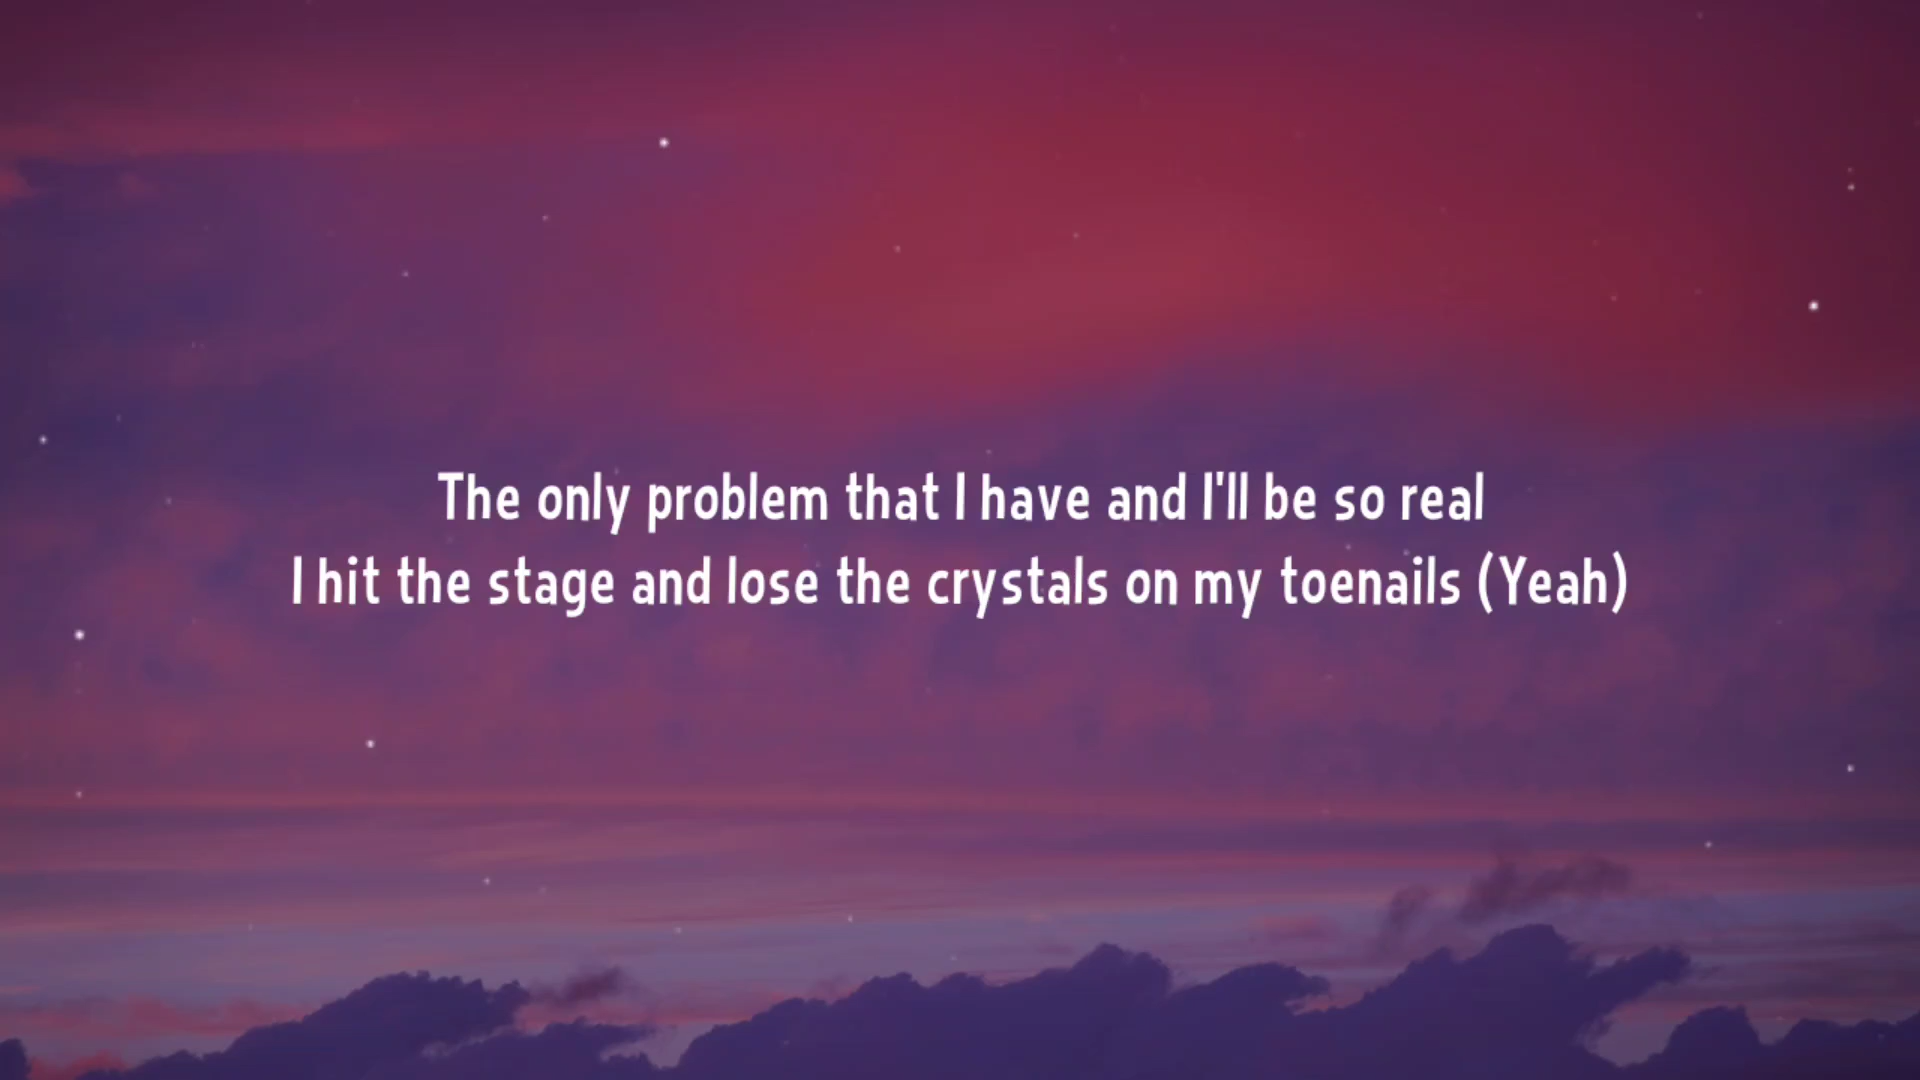 The only problem that I have and I'll be so real
I hit the stage and lose the crystals on my toenails (Yeah)